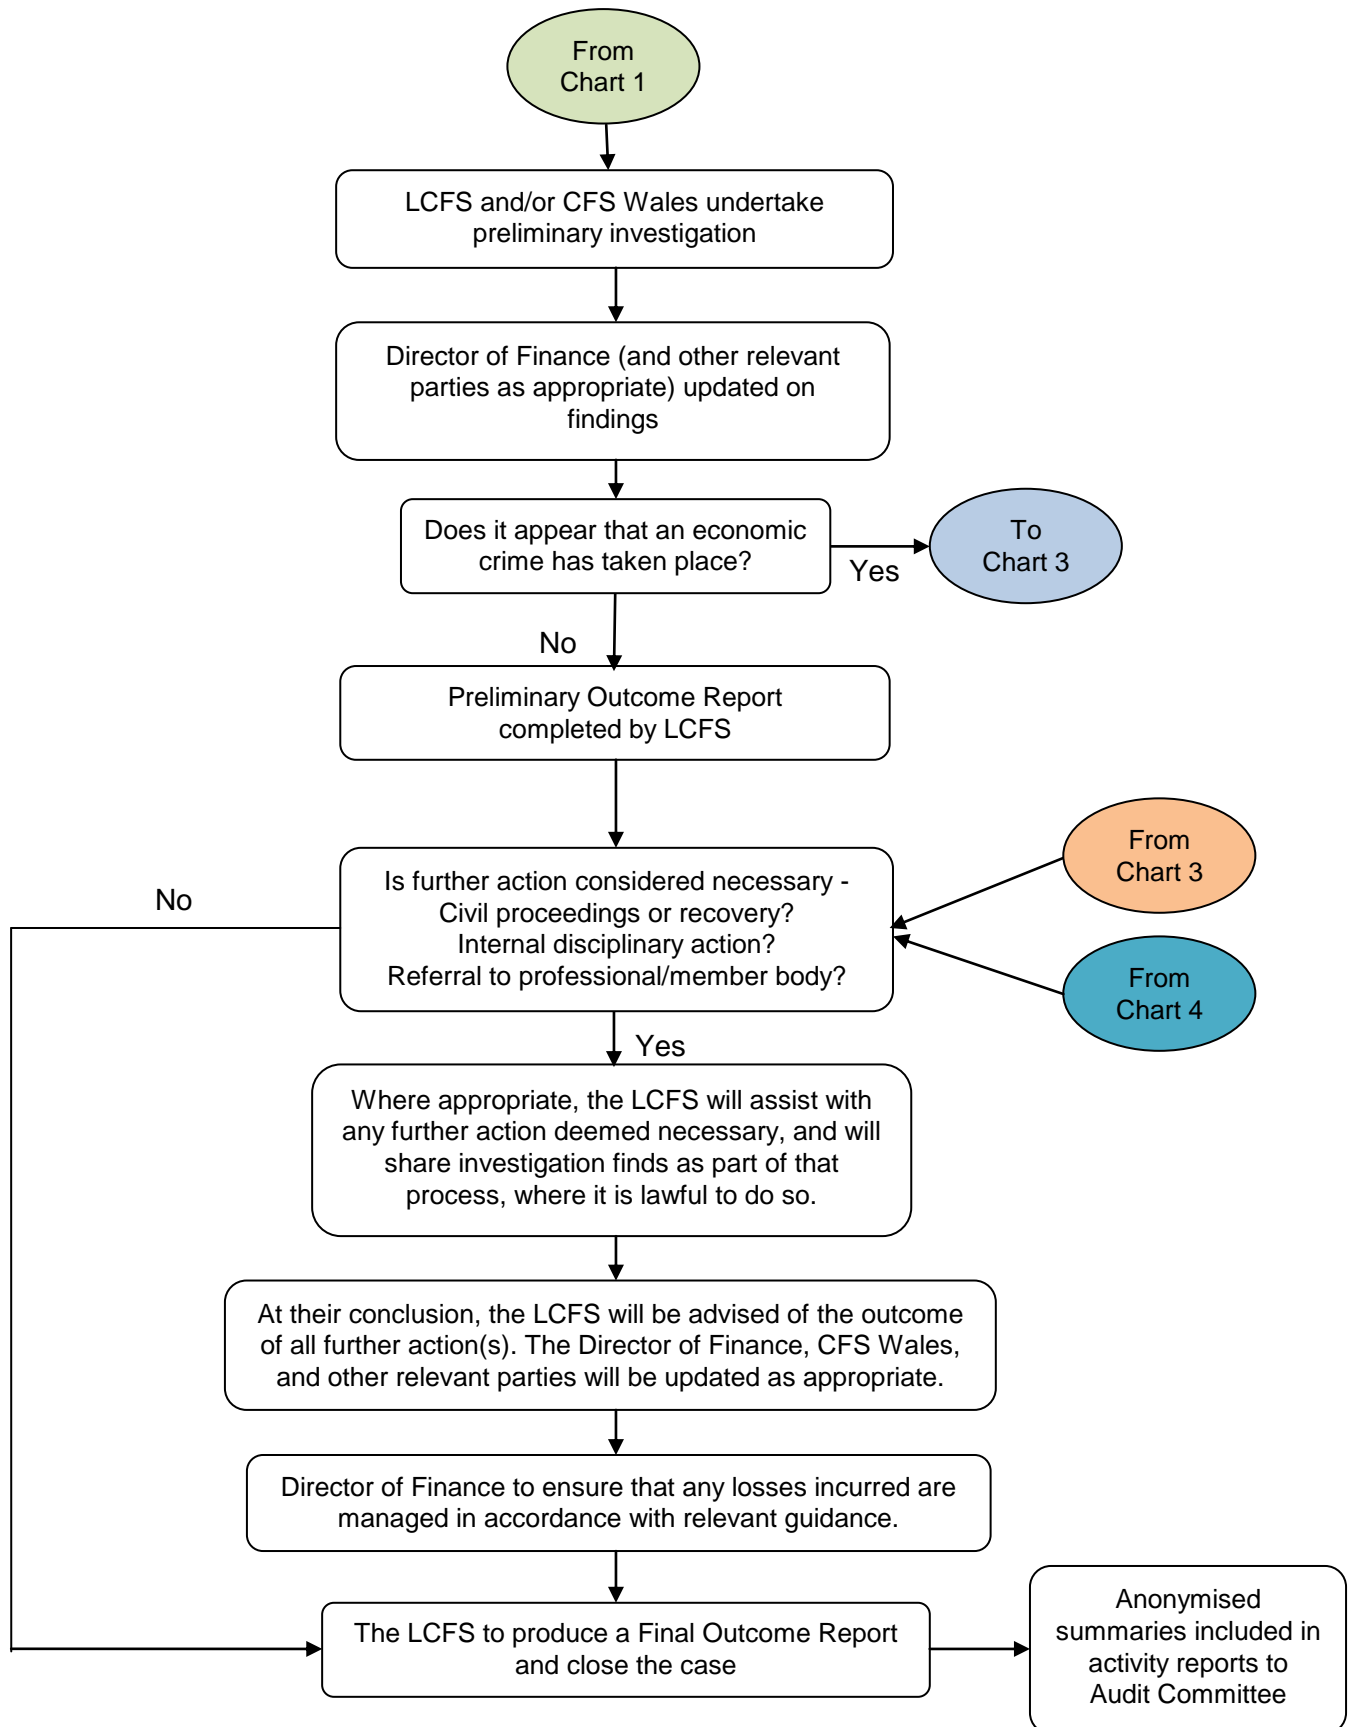 From
Chart 1
LCFS and/or CFS Wales undertake
preliminary investigation
Director of Finance (and other relevant
parties as appropriate) updated on
findings
Does it appear that an economic
crime has taken place?
Yes
To
Chart 3
No
Preliminary Outcome Report
completed by LCFS
From
Chart 3
Is further action considered necessary -
Civil proceedings or recovery?
Internal disciplinary action?
Referral to professional/member body?
No
From
Chart 4
Yes
Where appropriate, the LCFS will assist with
any further action deemed necessary, and will
share investigation finds as part of that
process, where it is lawful to do so.
At their conclusion, the LCFS will be advised of the outcome
of all further action(s). The Director of Finance, CFS Wales,
and other relevant parties will be updated as appropriate.
Director of Finance to ensure that any losses incurred are
managed in accordance with relevant guidance.
The LCFS to produce a Final Outcome Report
and close the case
Anonymised
summaries included in
activity reports to
Audit Committee